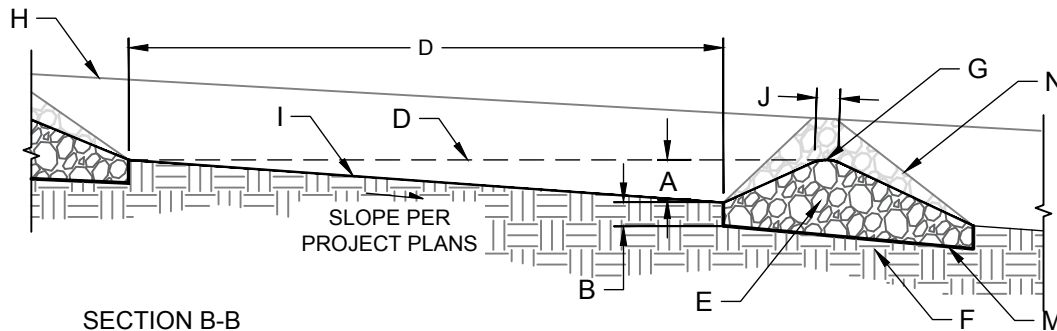 H
D
G
N
J
I
D
A
SLOPE PER
PROJECT PLANS
B
E
F
M
SECTION B-B